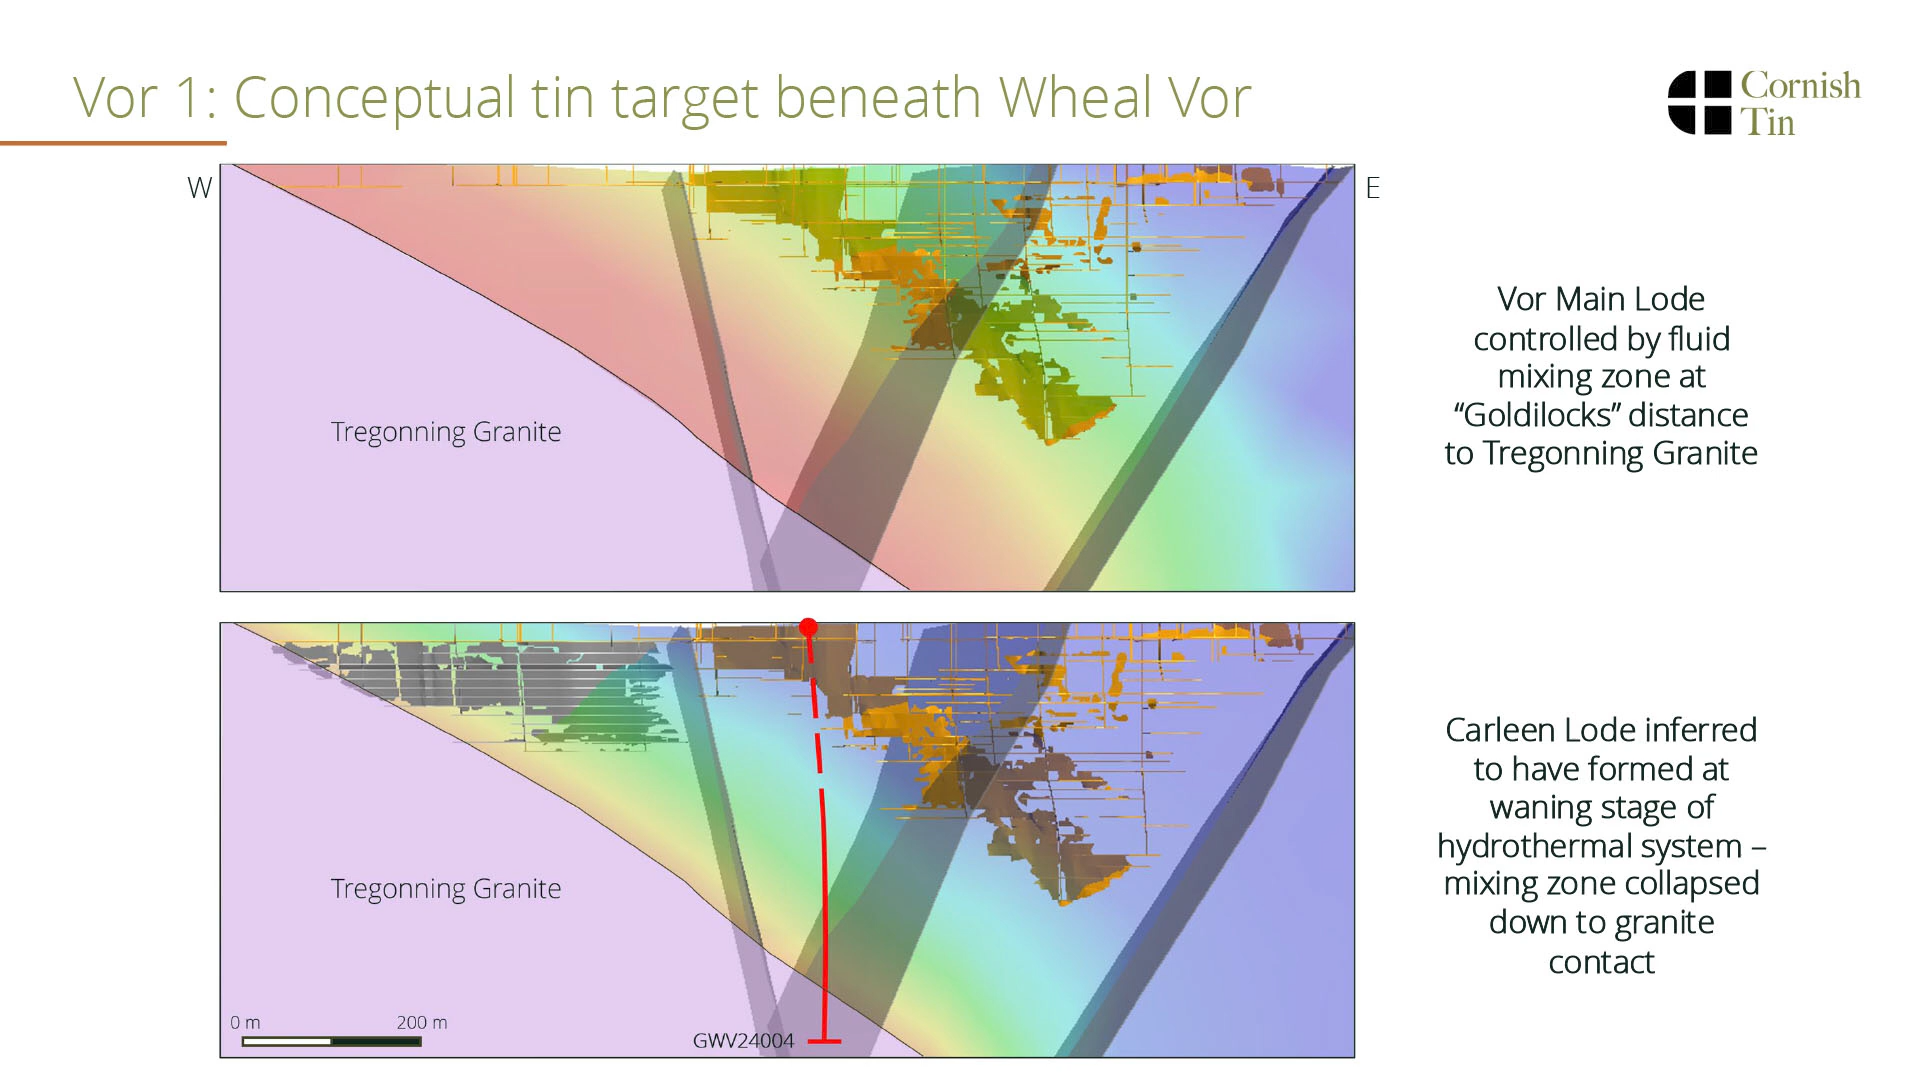 Vor 1: Conceptual tin target beneath Wheal Vor
Cornish
Tin
W
E
Tregonning Granite
Vor Main Lode
controlled by fluid
mixing zone at
“Goldilocks” distance
to Tregonning Granite
Tregonning Granite
0 m
200 m
GWV24004
Carleen Lode inferred
to have formed at
waning stage of
hydrothermal system –
mixing zone collapsed
down to granite
contact